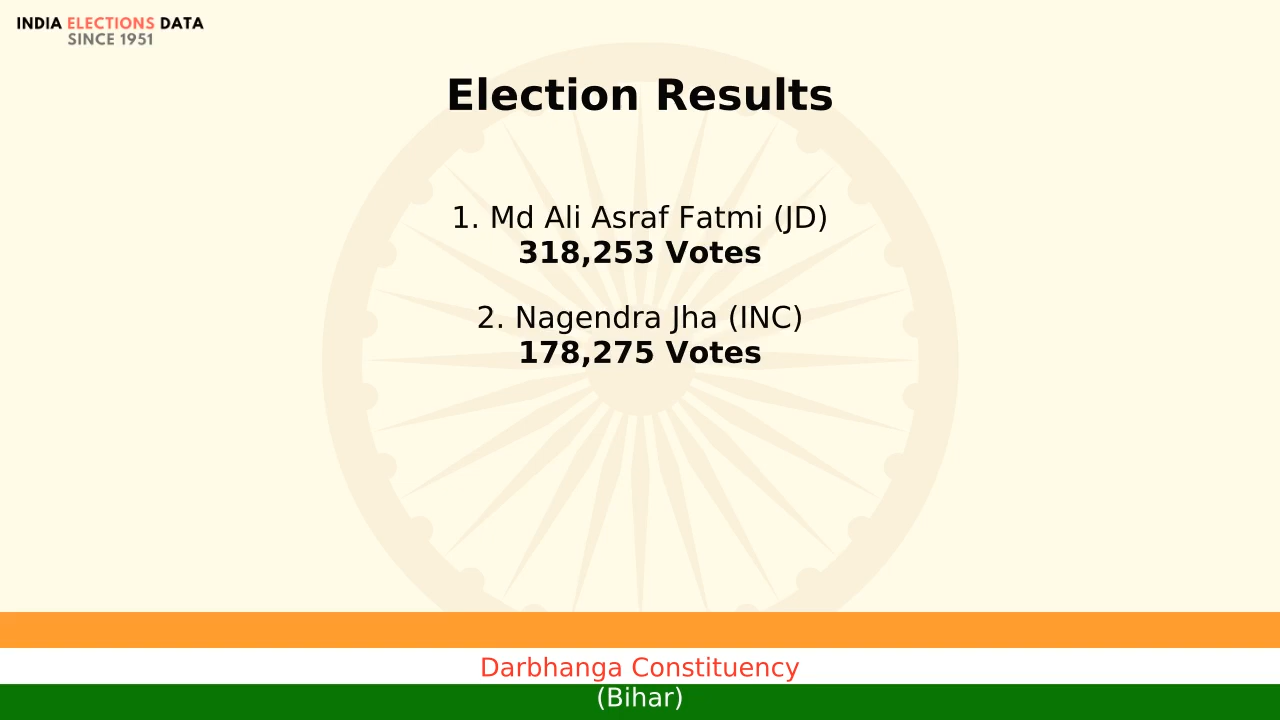 INDIA ELECTIONS DATA
SINCE 1951
Election Results
1. Md Ali Asraf Fatmi (JD)
318,253 Votes
2. Nagendra Jha (INC)
178,275 Votes
Darbhanga Constituency
(Bihar)